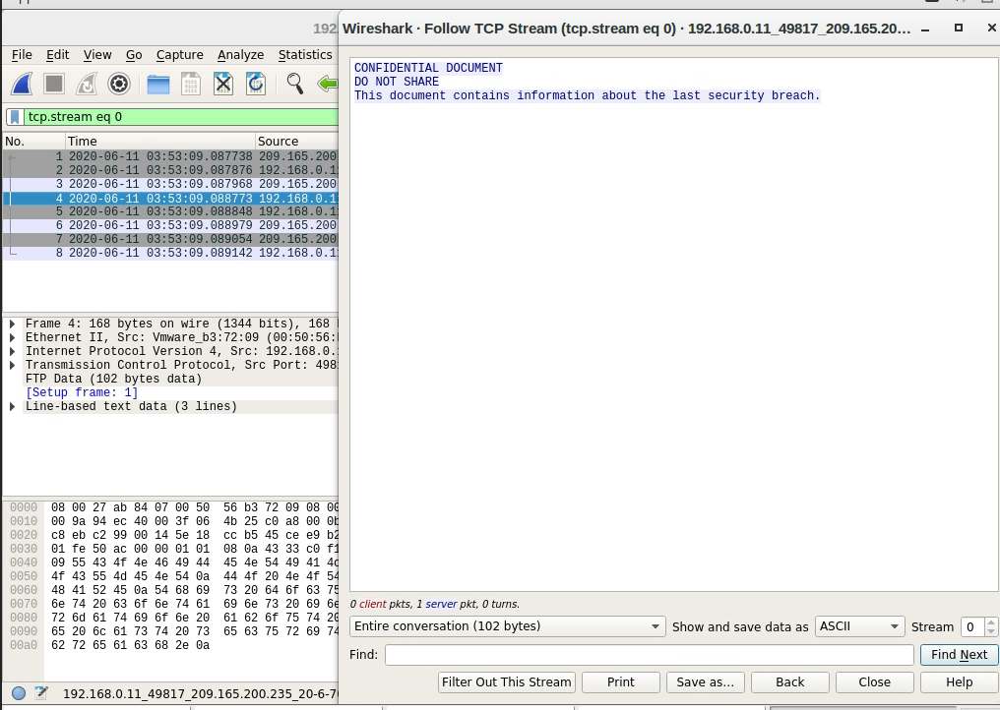 192.
Wireshark · Follow TCP Stream (tcp.stream eq 0) · 192.168.0.11_49817_209.165.20...
File Edit View Go Capture Analyze Statistics
tcp.stream eq 0
No. Time Source
1 2020-06-11 03:53:09.087738 209.165.200
2 2020-06-11 03:53:09.087876 192.168.0.1
3 2020-06-11 03:53:09.087968 209.165.200
4 2020-06-11 03:53:09.088773 192.168.0.1
5 2020-06-11 03:53:09.088848 192.168.0.1
6 2020-06-11 03:53:09.088979 209.165.200
7 2020-06-11 03:53:09.089054 209.165.200
8 2020-06-11 03:53:09.089142 192.168.0.1
Frame 4: 168 bytes on wire (1344 bits), 168
Ethernet II, Src: Vmware_b3:72:09 (00:50:56:
Internet Protocol Version 4, Src: 192.168.0.
Transmission Control Protocol, Src Port: 498
FTP Data (102 bytes data)
[Setup frame: 1]
Line-based text data (3 lines)
0000 08 00 27 ab 84 07 00 50 56 b3 72 09 08 00
0010 00 9a 94 ec 40 00 3f 06 4b 25 c0 a8 00 0b
0020 c8 eb c2 99 00 14 5e 18 cc b5 45 ce e9 b2
0030 01 fe 50 ac 00 00 01 01 08 0a 43 33 c0 f1
0040 09 55 43 4f 4e 46 49 44 45 4e 54 49 41 4c
0050 4f 43 55 4d 45 4e 54 0a 44 4f 20 4e 4f 54
0060 48 41 52 45 0a 54 68 69 73 20 64 6f 63 75
0070 6e 74 20 63 6f 6e 74 61 69 6e 73 20 69 6e
0080 72 6d 61 74 69 6f 6e 20 61 62 6f 75 74 20
0090 65 20 6c 61 73 74 20 73 65 63 75 72 69 74
00a0 62 72 65 61 63 68 2e 0a
192.168.0.11_49817_209.165.200.235_20-6-7
CONFIDENTIAL DOCUMENT
DO NOT SHARE
This document contains information about the last security breach.
0 client pkts, 1 server pkt, 0 turns.
Entire conversation (102 bytes) Show and save data as ASCII Stream 0
Find: Find Next
Filter Out This Stream Print Save as... Back Close Help